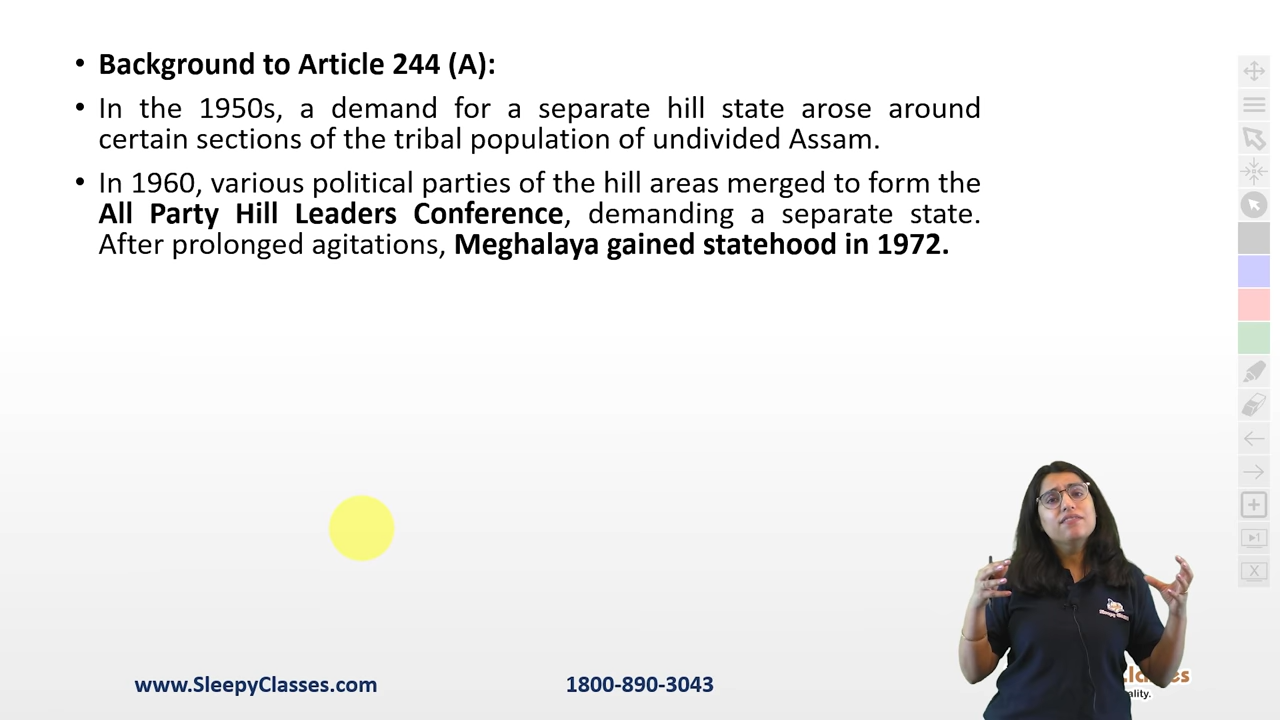 • Background to Article 244 (A):
• In the 1950s, a demand for a separate hill state arose around
certain sections of the tribal population of undivided Assam.
• In 1960, various political parties of the hill areas merged to form the
All Party Hill Leaders Conference, demanding a separate state.
After prolonged agitations, Meghalaya gained statehood in 1972.
www.SleepyClasses.com
1800-890-3043